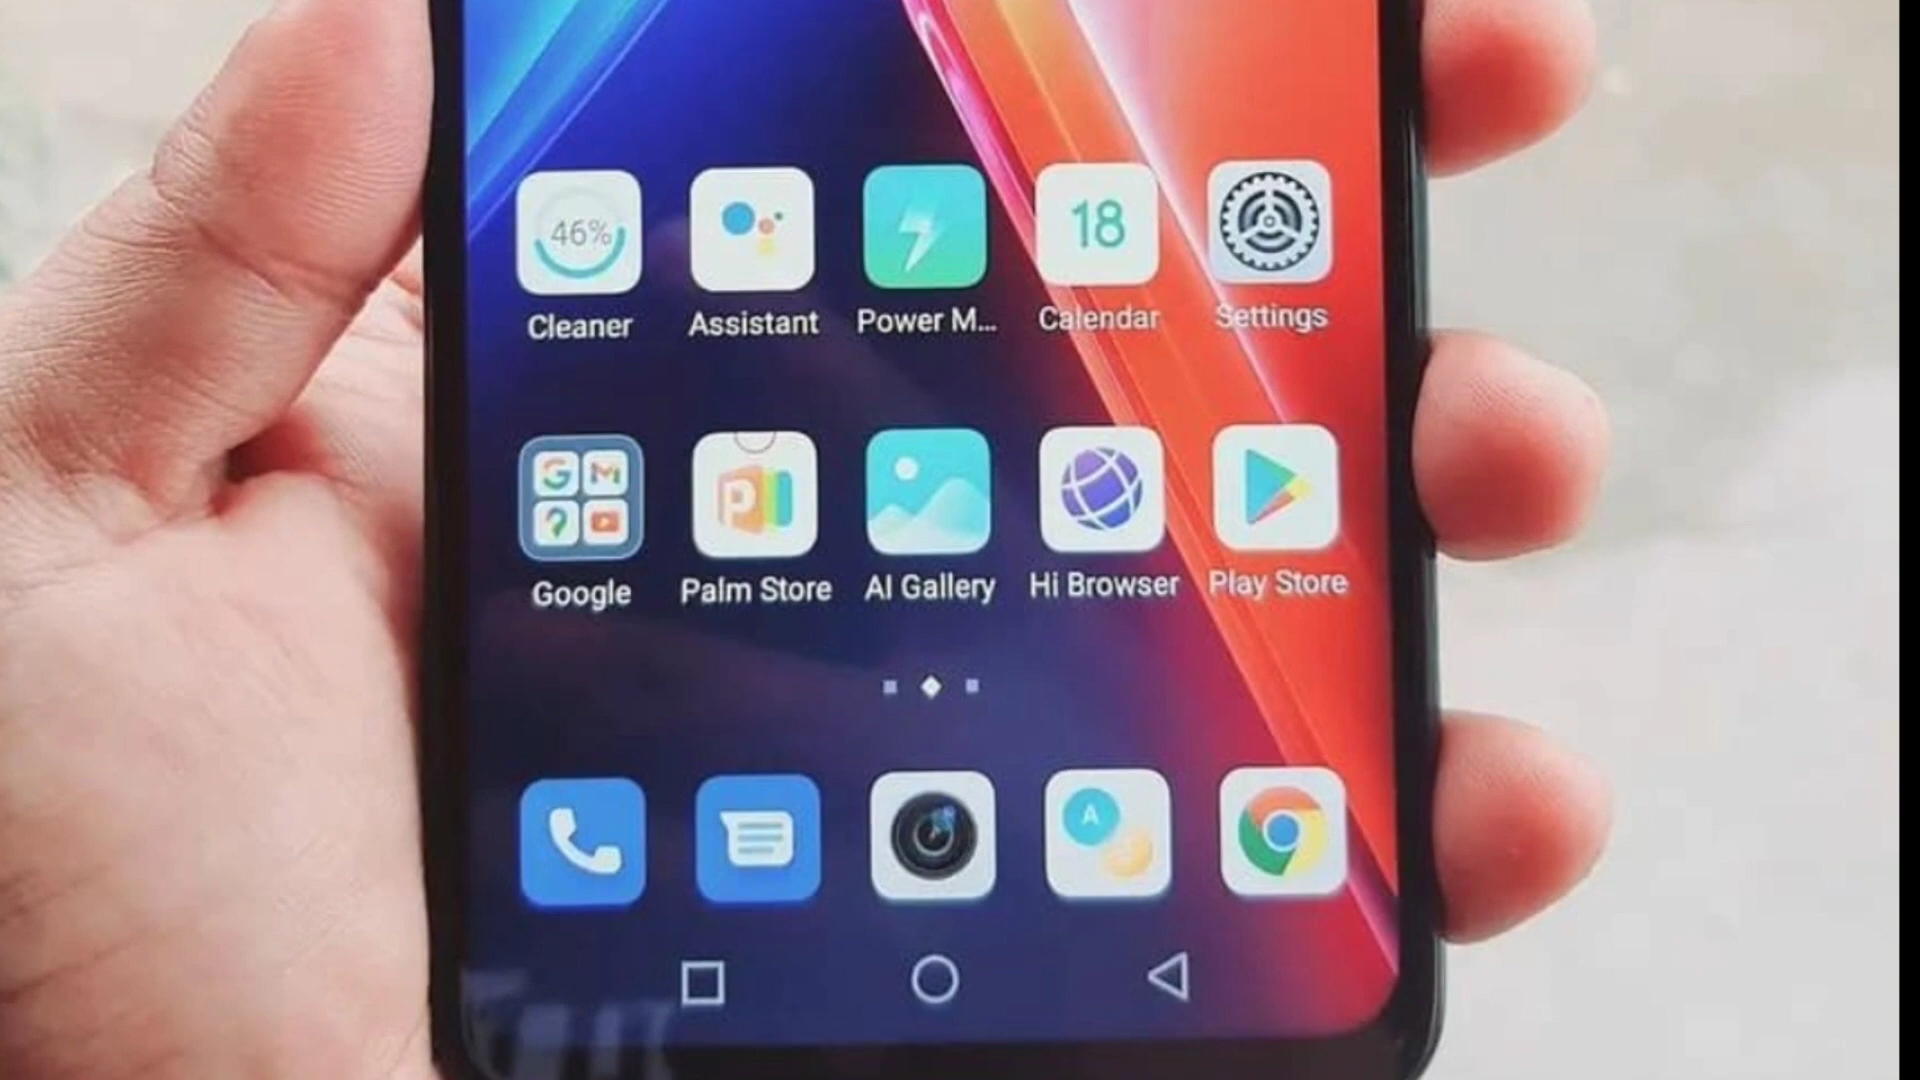 46%
18
Cleaner Assistant Power M... Calendar Settings
G M P
Google Palm Store AI Gallery Hi Browser Play Store
A